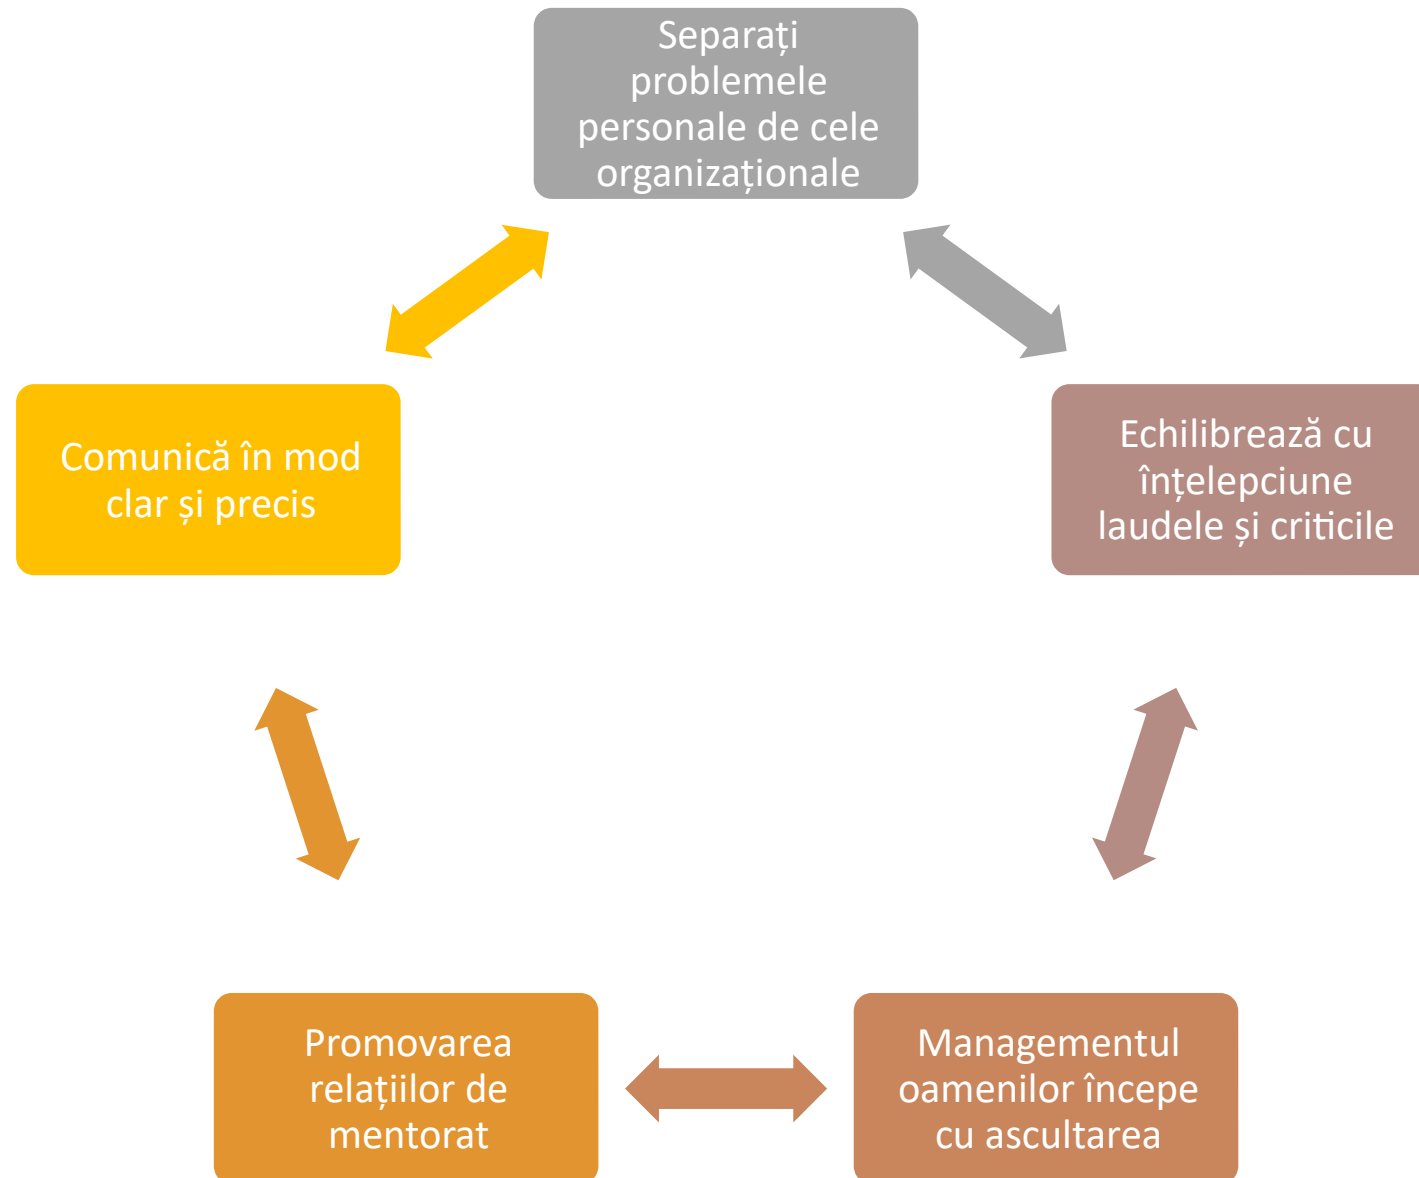 Separați
problemele
personale de cele
organizaționale
Comunică în mod
clar și precis
Echilibrează cu
înțelepciune
laudele și criticile
Promovarea
relațiilor de
mentorat
Managementul
oamenilor începe
cu ascultarea